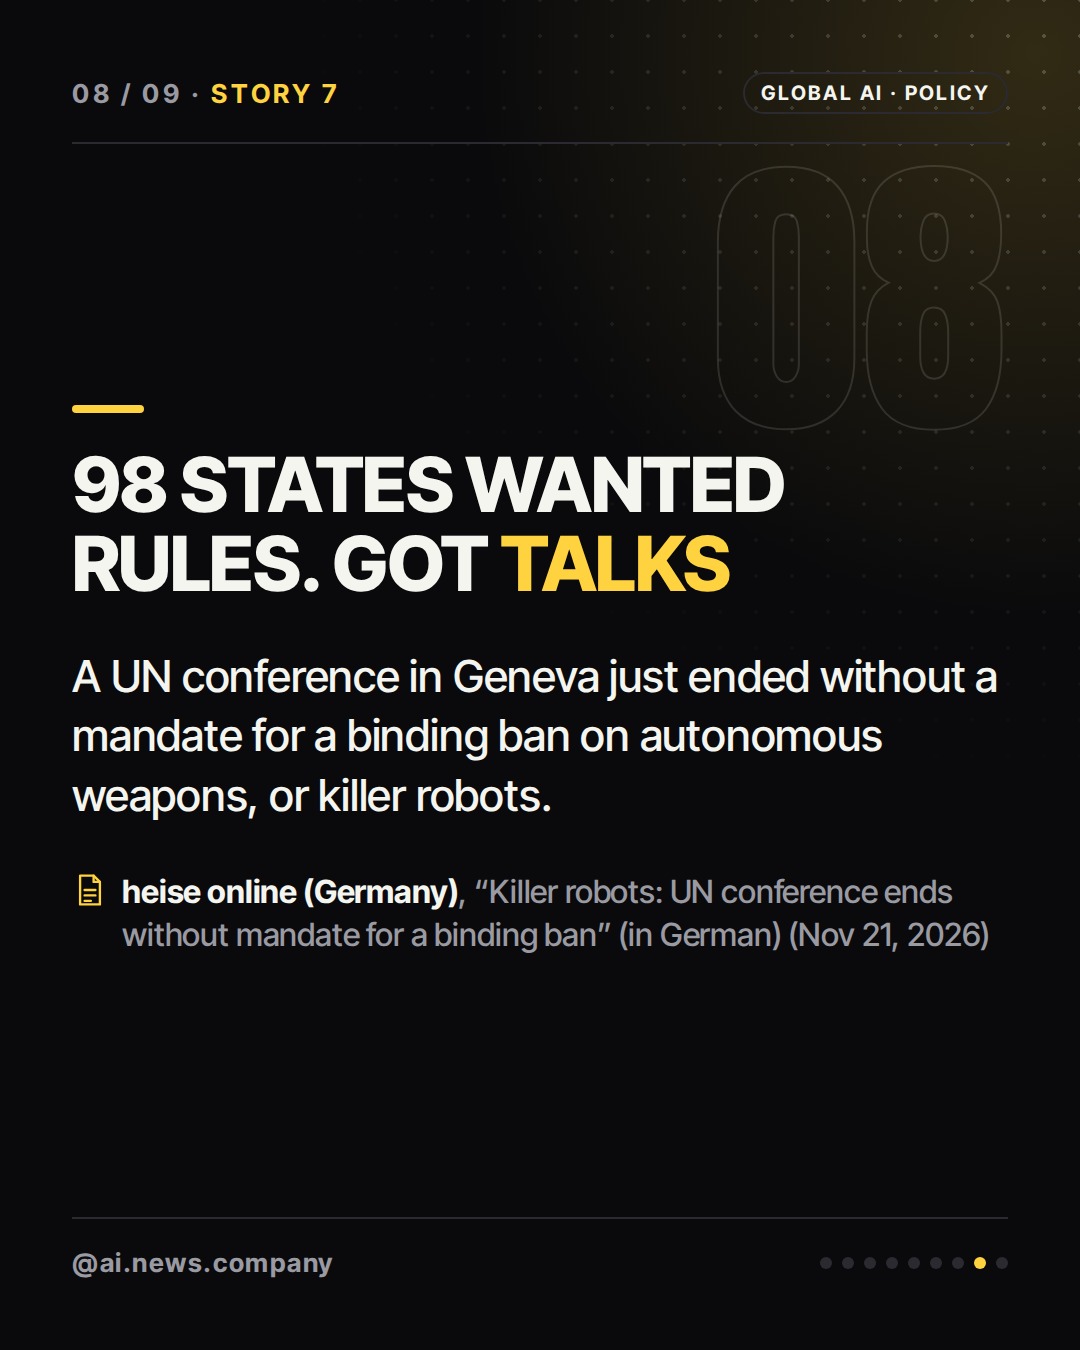 08 / 09 · STORY 7
GLOBAL AI · POLICY
08
98 STATES WANTED
RULES. GOT TALKS
A UN conference in Geneva just ended without a
mandate for a binding ban on autonomous
weapons, or killer robots.
heise online (Germany), “Killer robots: UN conference ends
without mandate for a binding ban” (in German) (Nov 21, 2026)
@ai.news.company